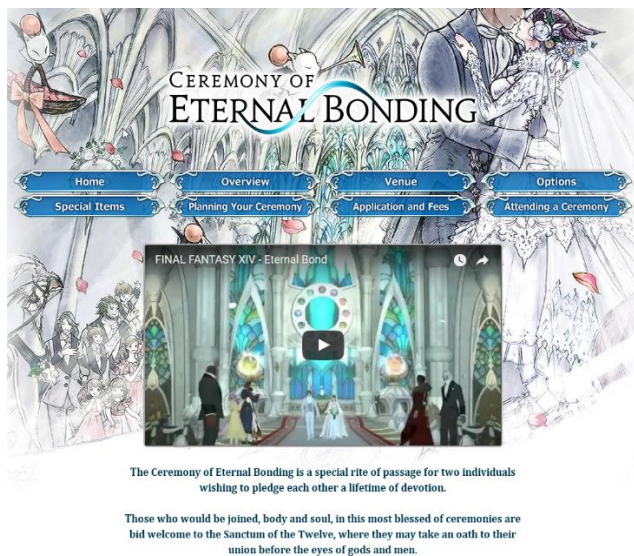 CEREMONY OF
ETERNAL BONDING
Home
Overview
Venue
Options
Special Items
Planning Your Ceremony
Application and Fees
Attending a Ceremony
FINAL FANTASY XIV - Eternal Bond
The Ceremony of Eternal Bonding is a special rite of passage for two individuals
wishing to pledge each other a lifetime of devotion.
Those who would be joined, body and soul, in this most blessed of ceremonies are
bid welcome to the Sanctum of the Twelve, where they may take an oath to their
union before the eyes of gods and men.